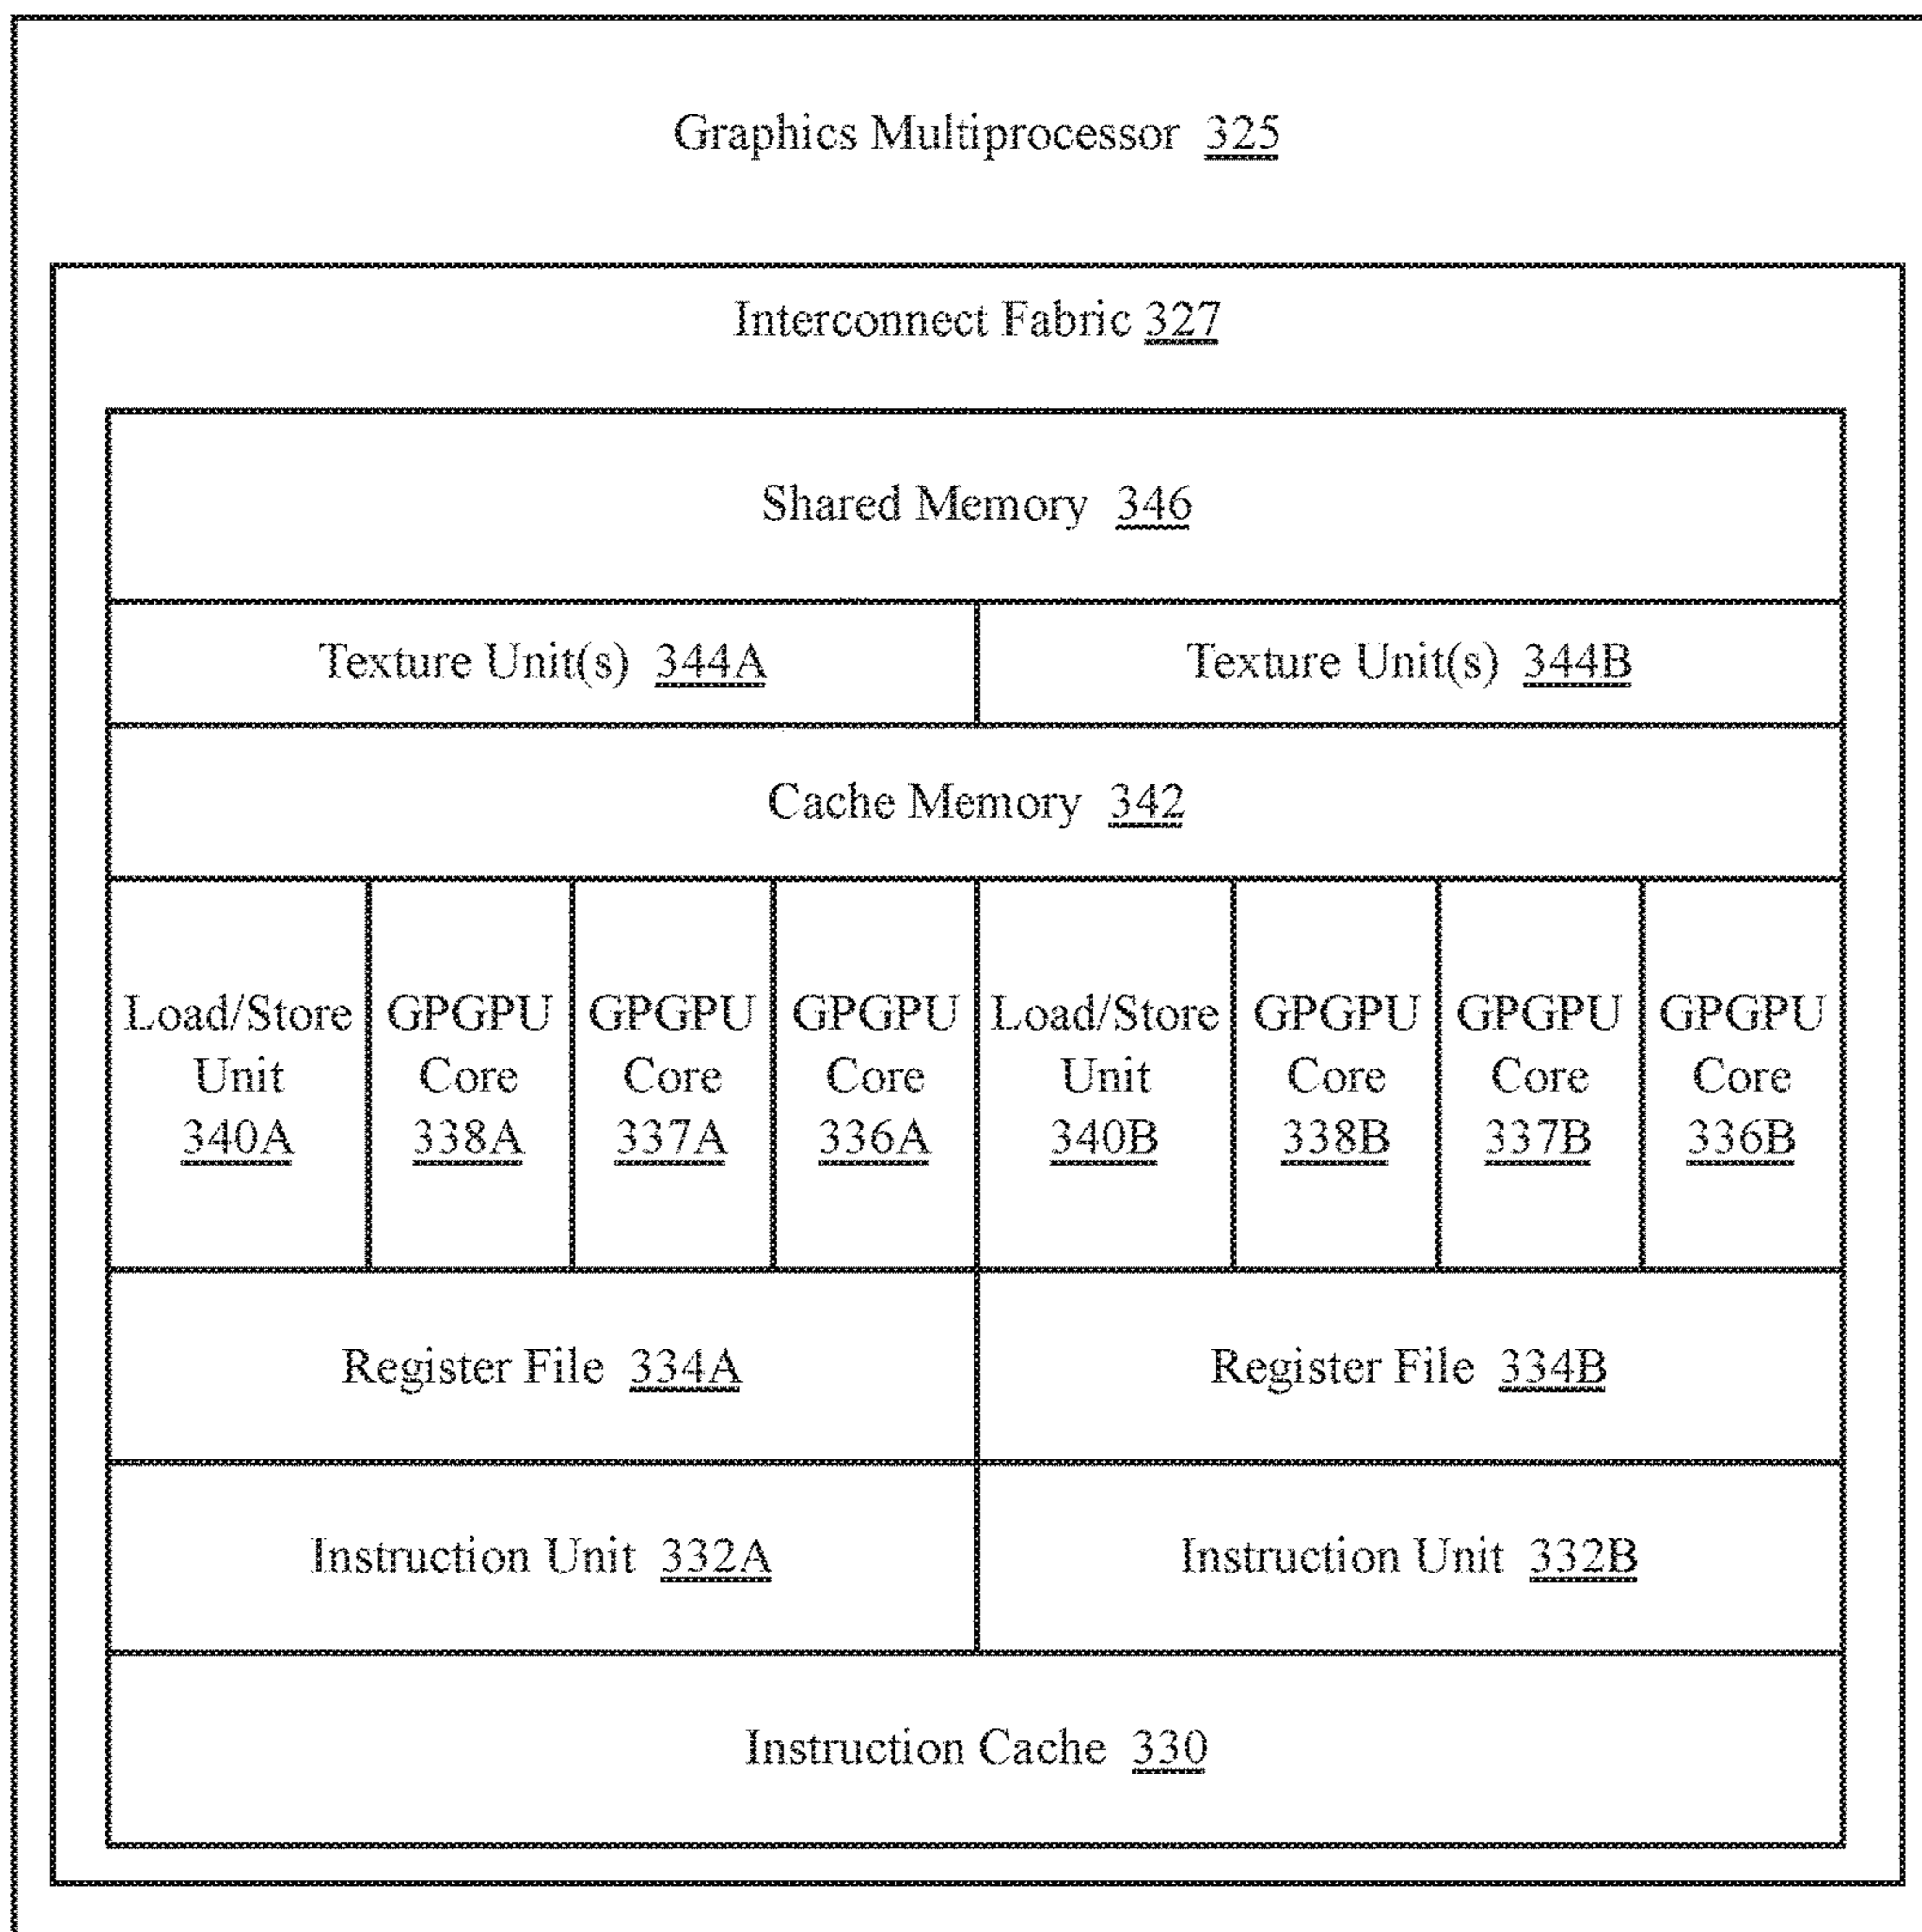 Graphics Multiprocessor 325
Interconnect Fabric 327
Shared Memory 346
Texture Unit(s) 344A
Texture Unit(s) 344B
Cache Memory 342
Load/Store
Unit
340A
GPGPU
Core
338A
GPGPU
Core
337A
GPGPU
Core
336A
Load/Store
Unit
340B
GPGPU
Core
338B
GPGPU
Core
337B
GPGPU
Core
336B
Register File 334A
Register File 334B
Instruction Unit 332A
Instruction Unit 332B
Instruction Cache 330